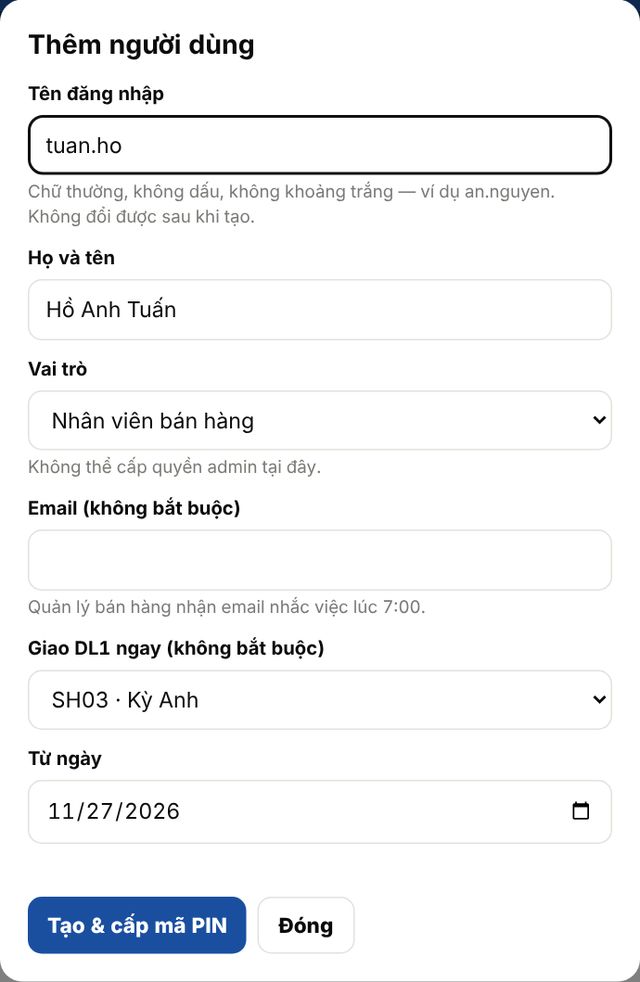 Thêm người dùng
Tên đăng nhập
tuan.ho
Chữ thường, không dấu, không khoảng trắng — ví dụ an.nguyen.
Không đổi được sau khi tạo.
Họ và tên
Hồ Anh Tuấn
Vai trò
Nhân viên bán hàng
Không thể cấp quyền admin tại đây.
Email (không bắt buộc)
Quản lý bán hàng nhận email nhắc việc lúc 7:00.
Giao DL1 ngay (không bắt buộc)
SH03 · Kỳ Anh
Từ ngày
11/27/2026
Tạo & cấp mã PIN
Đóng